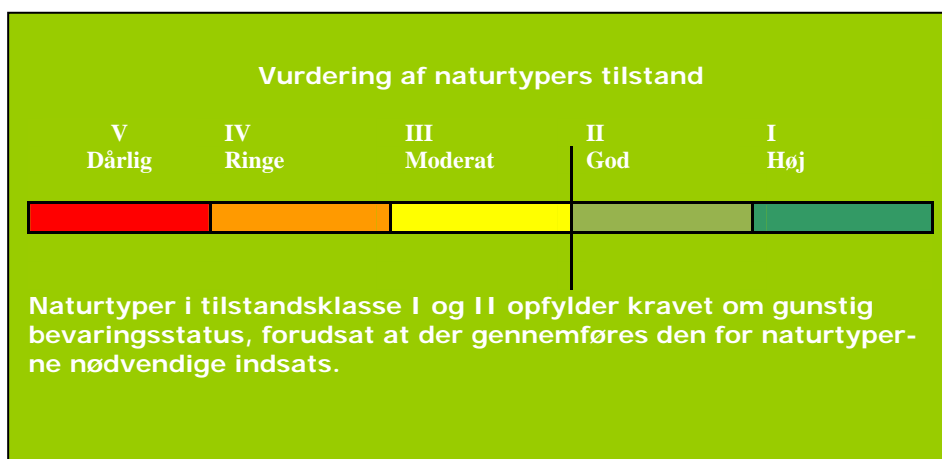 Vurdering af naturtypers tilstand
V IV III II I
Dårlig Ringe Moderat God Høj
Naturtyper i tilstandsklasse I og II opfylder kravet om gunstig
bevaringsstatus, forudsat at der gennemføres den for naturtyper-
ne nødvendige indsats.